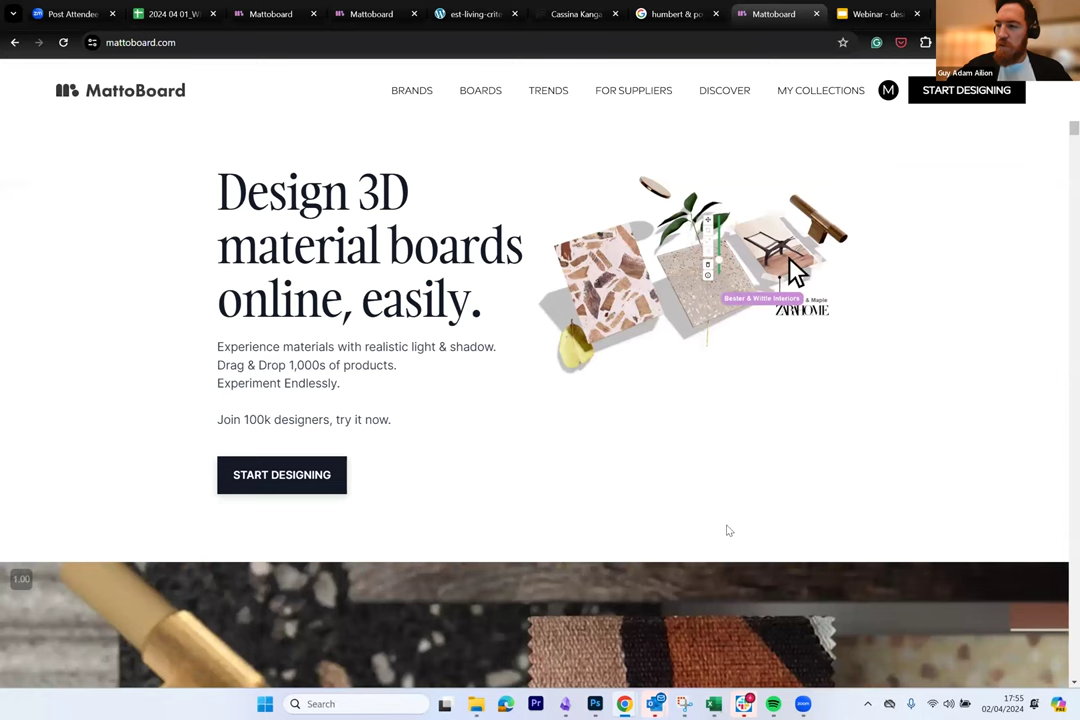 Post Attendee
2024 04 01_W
Mattoboard
Mattoboard
est-living-crite
Cassina Kanga
humbert & po
Mattoboard
Webinar - des
mattoboard.com
Guy Adam Ailion
MattoBoard
BRANDS
BOARDS
TRENDS
FOR SUPPLIERS
DISCOVER
MY COLLECTIONS
M
START DESIGNING
Design 3D
material boards
online, easily.
Bester & Wittle Interiors
& Maple
ZARAHOME
Experience materials with realistic light & shadow.
Drag & Drop 1,000s of products.
Experiment Endlessly.
Join 100k designers, try it now.
START DESIGNING
1.00
Search
17:55
02/04/2024